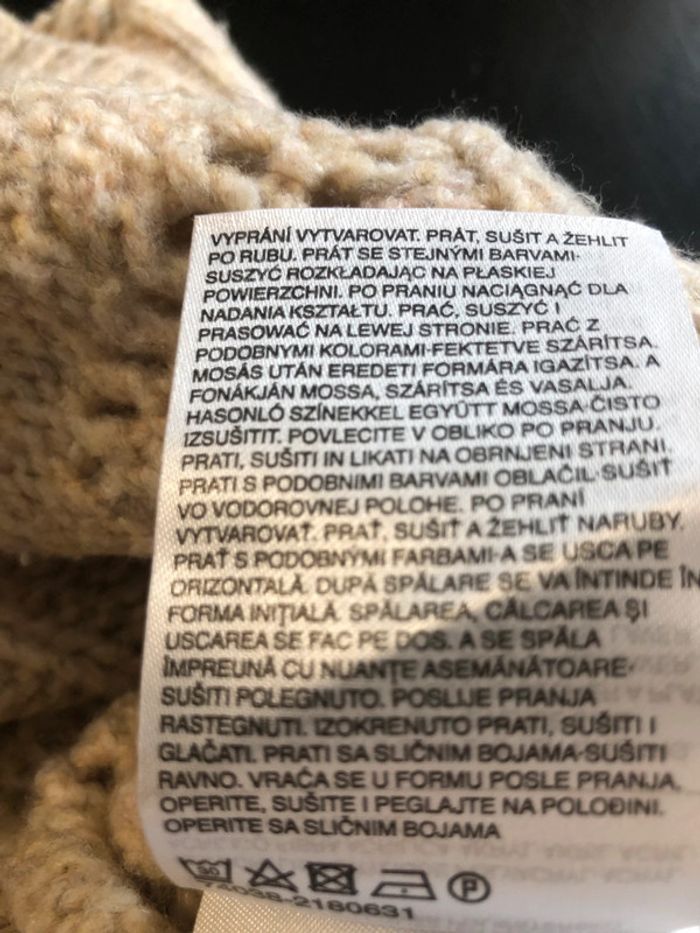 VYPRÁNÍ VYTVAROVAT. PRÁT, SUŠIT A ŽEHLIT
PO RUBU. PRÁT SE STEJNÝMI BARVAMI-
SUSZYĆ ROZKŁADAJĄC NA PŁASKIEJ
POWIERZCHNI. PO PRANIU NACIĄGNĄĆ DLA
NADANIA KSZTAŁTU. PRAĆ, SUSZYĆ I
PRASOWAĆ NA LEWEJ STRONIE. PRAĆ Z
PODOBNYMI KOLORAMI-FEKTETVE SZÁRÍTSA.
MOSÁS UTÁN EREDETI FORMÁRA IGAZÍTSA. A
FONÁKJÁN MOSSA, SZÁRÍTSA ÉS VASALJA.
HASONLÓ SZÍNEKKEL EGYÜTT MOSSA-ČISTO
IZSUŠITIT. POVLECITE V OBLIKO PO PRANJU.
PRATI, SUŠITI IN LIKATI NA OBRNJENI STRANI.
PRATI S PODOBNIMI BARVAMI OBLAČIL-SUŠIŤ
VO VODOROVNEJ POLOHE. PO PRANÍ
VYTVAROVAŤ. PRAŤ, SUŠIŤ A ŽEHLIŤ NARUBY.
PRAŤ S PODOBNÝMI FARBAMI-A SE USCA PE
ORIZONTALĂ. DUPĂ SPĂLARE SE VA ÎNTINDE ÎN
FORMA INIŢIALĂ. SPĂLAREA, CĂLCAREA ŞI
USCAREA SE FAC PE DOS. A SE SPĂLA
ÎMPREUNĂ CU NUANŢE ASEMĂNĂTOARE-
SUŠITI POLEGNUTO. POSLIJE PRANJA
RASTEGNUTI. IZOKRENUTO PRATI, SUŠITI I
GLAČATI. PRATI SA SLIČNIM BOJAMA-SUŠITI
RAVNO. VRAĆA SE U FORMU POSLE PRANJA.
OPERITE, SUŠITE I PEGLAJTE NA POLOĐINI.
OPERITE SA SLIČNIM BOJAMA
30
P
74038-2180631